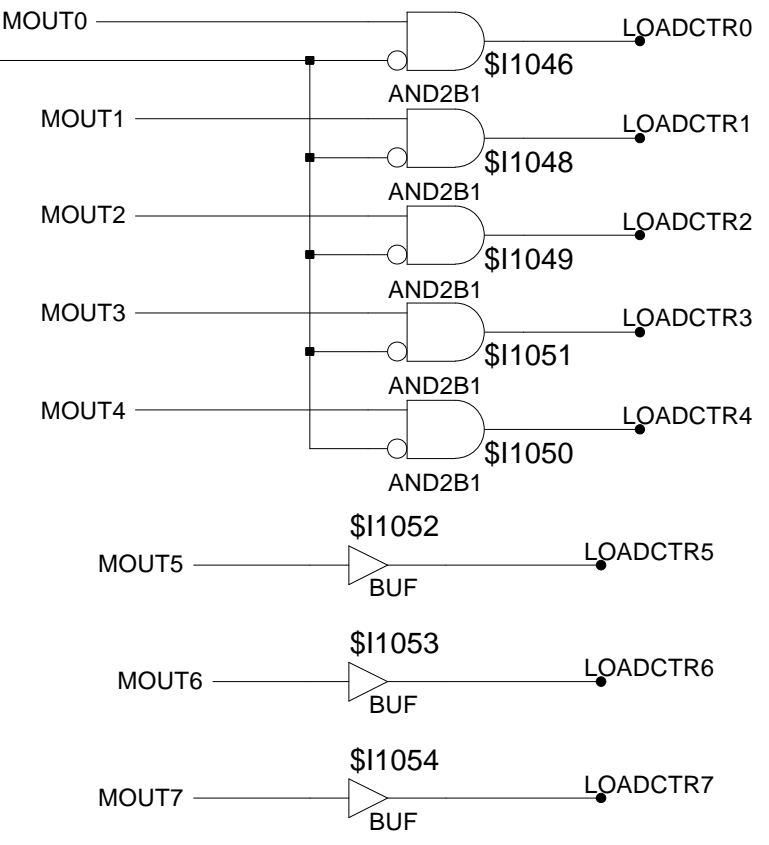 MOUT0
LOADCTR0
$I1046
AND2B1
MOUT1
LOADCTR1
$I1048
AND2B1
MOUT2
LOADCTR2
$I1049
AND2B1
MOUT3
LOADCTR3
$I1051
AND2B1
MOUT4
LOADCTR4
$I1050
AND2B1
$I1052
MOUT5
LOADCTR5
BUF
$I1053
MOUT6
LOADCTR6
BUF
$I1054
MOUT7
LOADCTR7
BUF